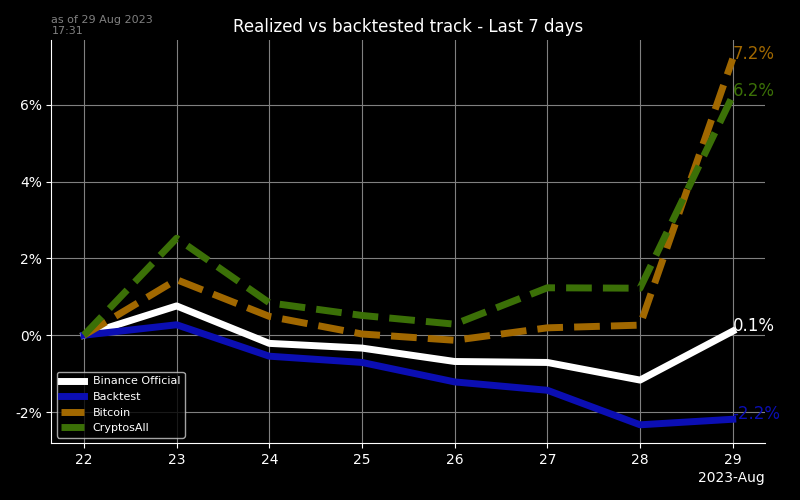 as of 29 Aug 2023
17:31
Realized vs backtested track - Last 7 days
7.2%
6.2%
6%
4%
2%
0%
0.1%
-2%
-2.2%
Binance Official
Backtest
Bitcoin
CryptosAll
22 23 24 25 26 27 28 29
2023-Aug